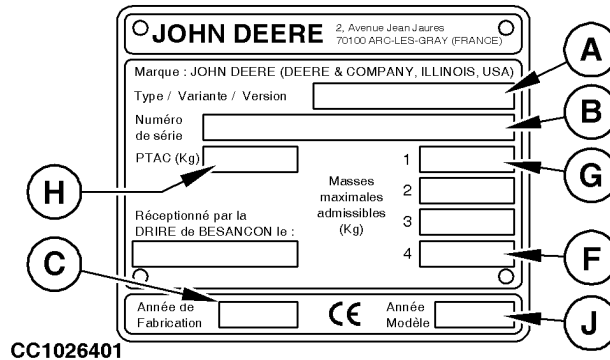 JOHN DEERE
2, Avenue Jean Jaures
70100 ARC-LES-GRAY (FRANCE)
Marque : JOHN DEERE (DEERE & COMPANY, ILLINOIS, USA)
Type / Variante / Version
A
Numéro
de série
B
PTAC (Kg)
H
Masses
maximales
admissibles
(Kg)
1
2
3
4
G
F
Réceptionné par la
DRIRE de BESANCON le :
C
Année de
Fabrication
CE
Année
Modèle
J
CC1026401